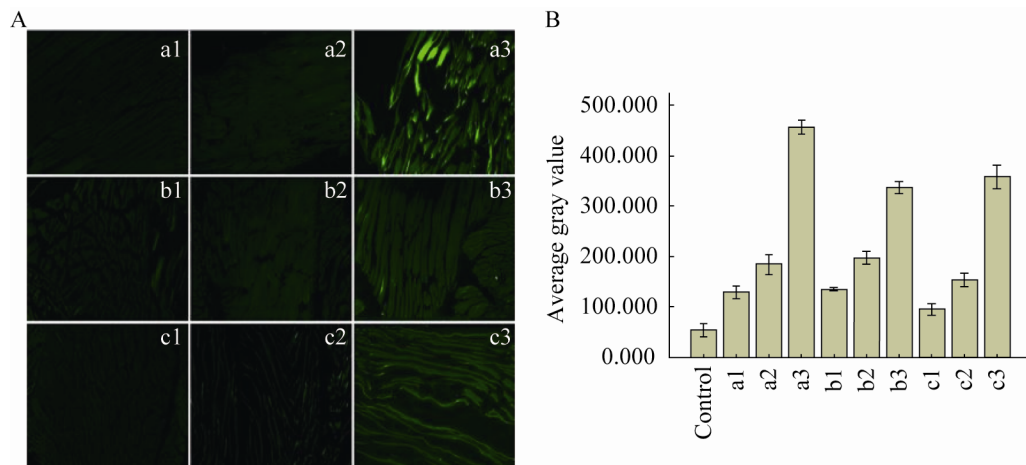 A
a1 a2 a3
b1 b2 b3
c1 c2 c3
B
Average gray value
500.000
400.000
300.000
200.000
100.000
0.000
Control a1 a2 a3 b1 b2 b3 c1 c2 c3